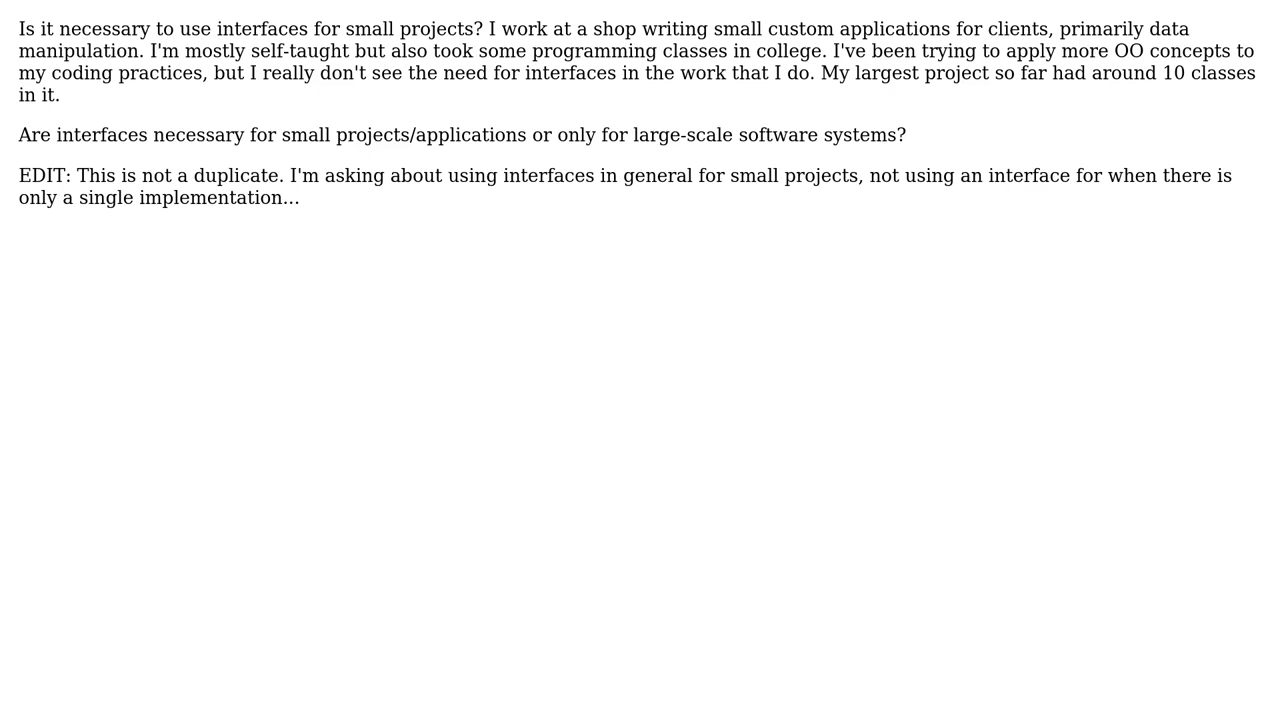 Is it necessary to use interfaces for small projects? I work at a shop writing small custom applications for clients, primarily data
manipulation. I'm mostly self-taught but also took some programming classes in college. I've been trying to apply more OO concepts to
my coding practices, but I really don't see the need for interfaces in the work that I do. My largest project so far had around 10 classes
in it.
Are interfaces necessary for small projects/applications or only for large-scale software systems?
EDIT: This is not a duplicate. I'm asking about using interfaces in general for small projects, not using an interface for when there is
only a single implementation...